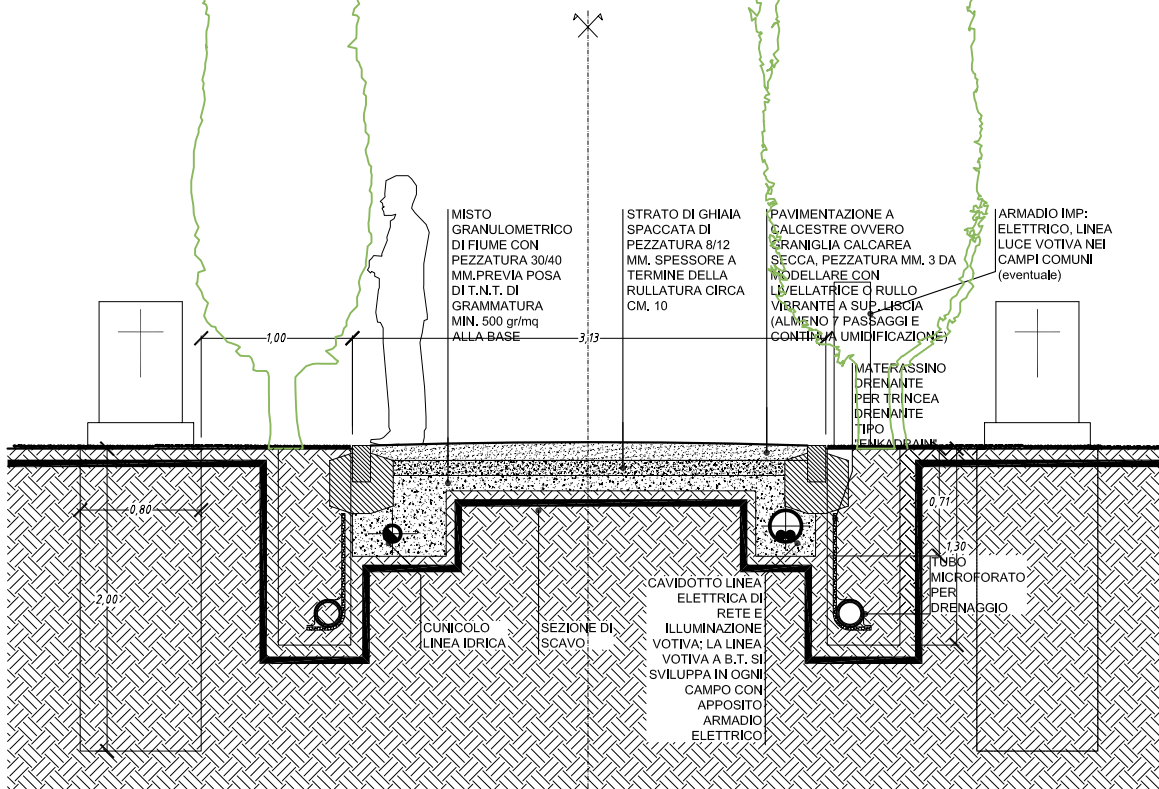 MISTO
GRANULOMETRICO
DI FIUME CON
PEZZATURA 30/40
MM.PREVIA POSA
DI T.N.T. DI
GRAMMATURA
MIN. 500 gr/mq
ALLA BASE
STRATO DI GHIAIA
SPACCATA DI
PEZZATURA 8/12
MM. SPESSORE A
TERMINE DELLA
RULLATURA CIRCA
CM. 10
PAVIMENTAZIONE A
CALCESTRE OVVERO
GRANIGLIA CALCAREA
SECCA, PEZZATURA MM. 3 DA
MODELLARE CON
LIVELLATRICE O RULLO
VIBRANTE A SUP. LISCIA
(ALMENO 7 PASSAGGI E
CONTINUA UMIDIFICAZIONE)
ARMADIO IMP:
ELETTRICO, LINEA
LUCE VOTIVA NEI
CAMPI COMUNI
(eventuale)
1,00
3,13
MATERASSINO
DRENANTE
PER TRINCEA
DRENANTE
TIPO
"ENKADRAIN"
0,80
2,00
0,71
1,30
TUBO
MICROFORATO
PER
DRENAGGIO
CUNICOLO
LINEA IDRICA
SEZIONE DI
SCAVO
CAVIDOTTO LINEA
ELETTRICA DI
RETE E
ILLUMINAZIONE
VOTIVA; LA LINEA
VOTIVA A B.T. SI
SVILUPPA IN OGNI
CAMPO CON
APPOSITO
ARMADIO
ELETTRICO